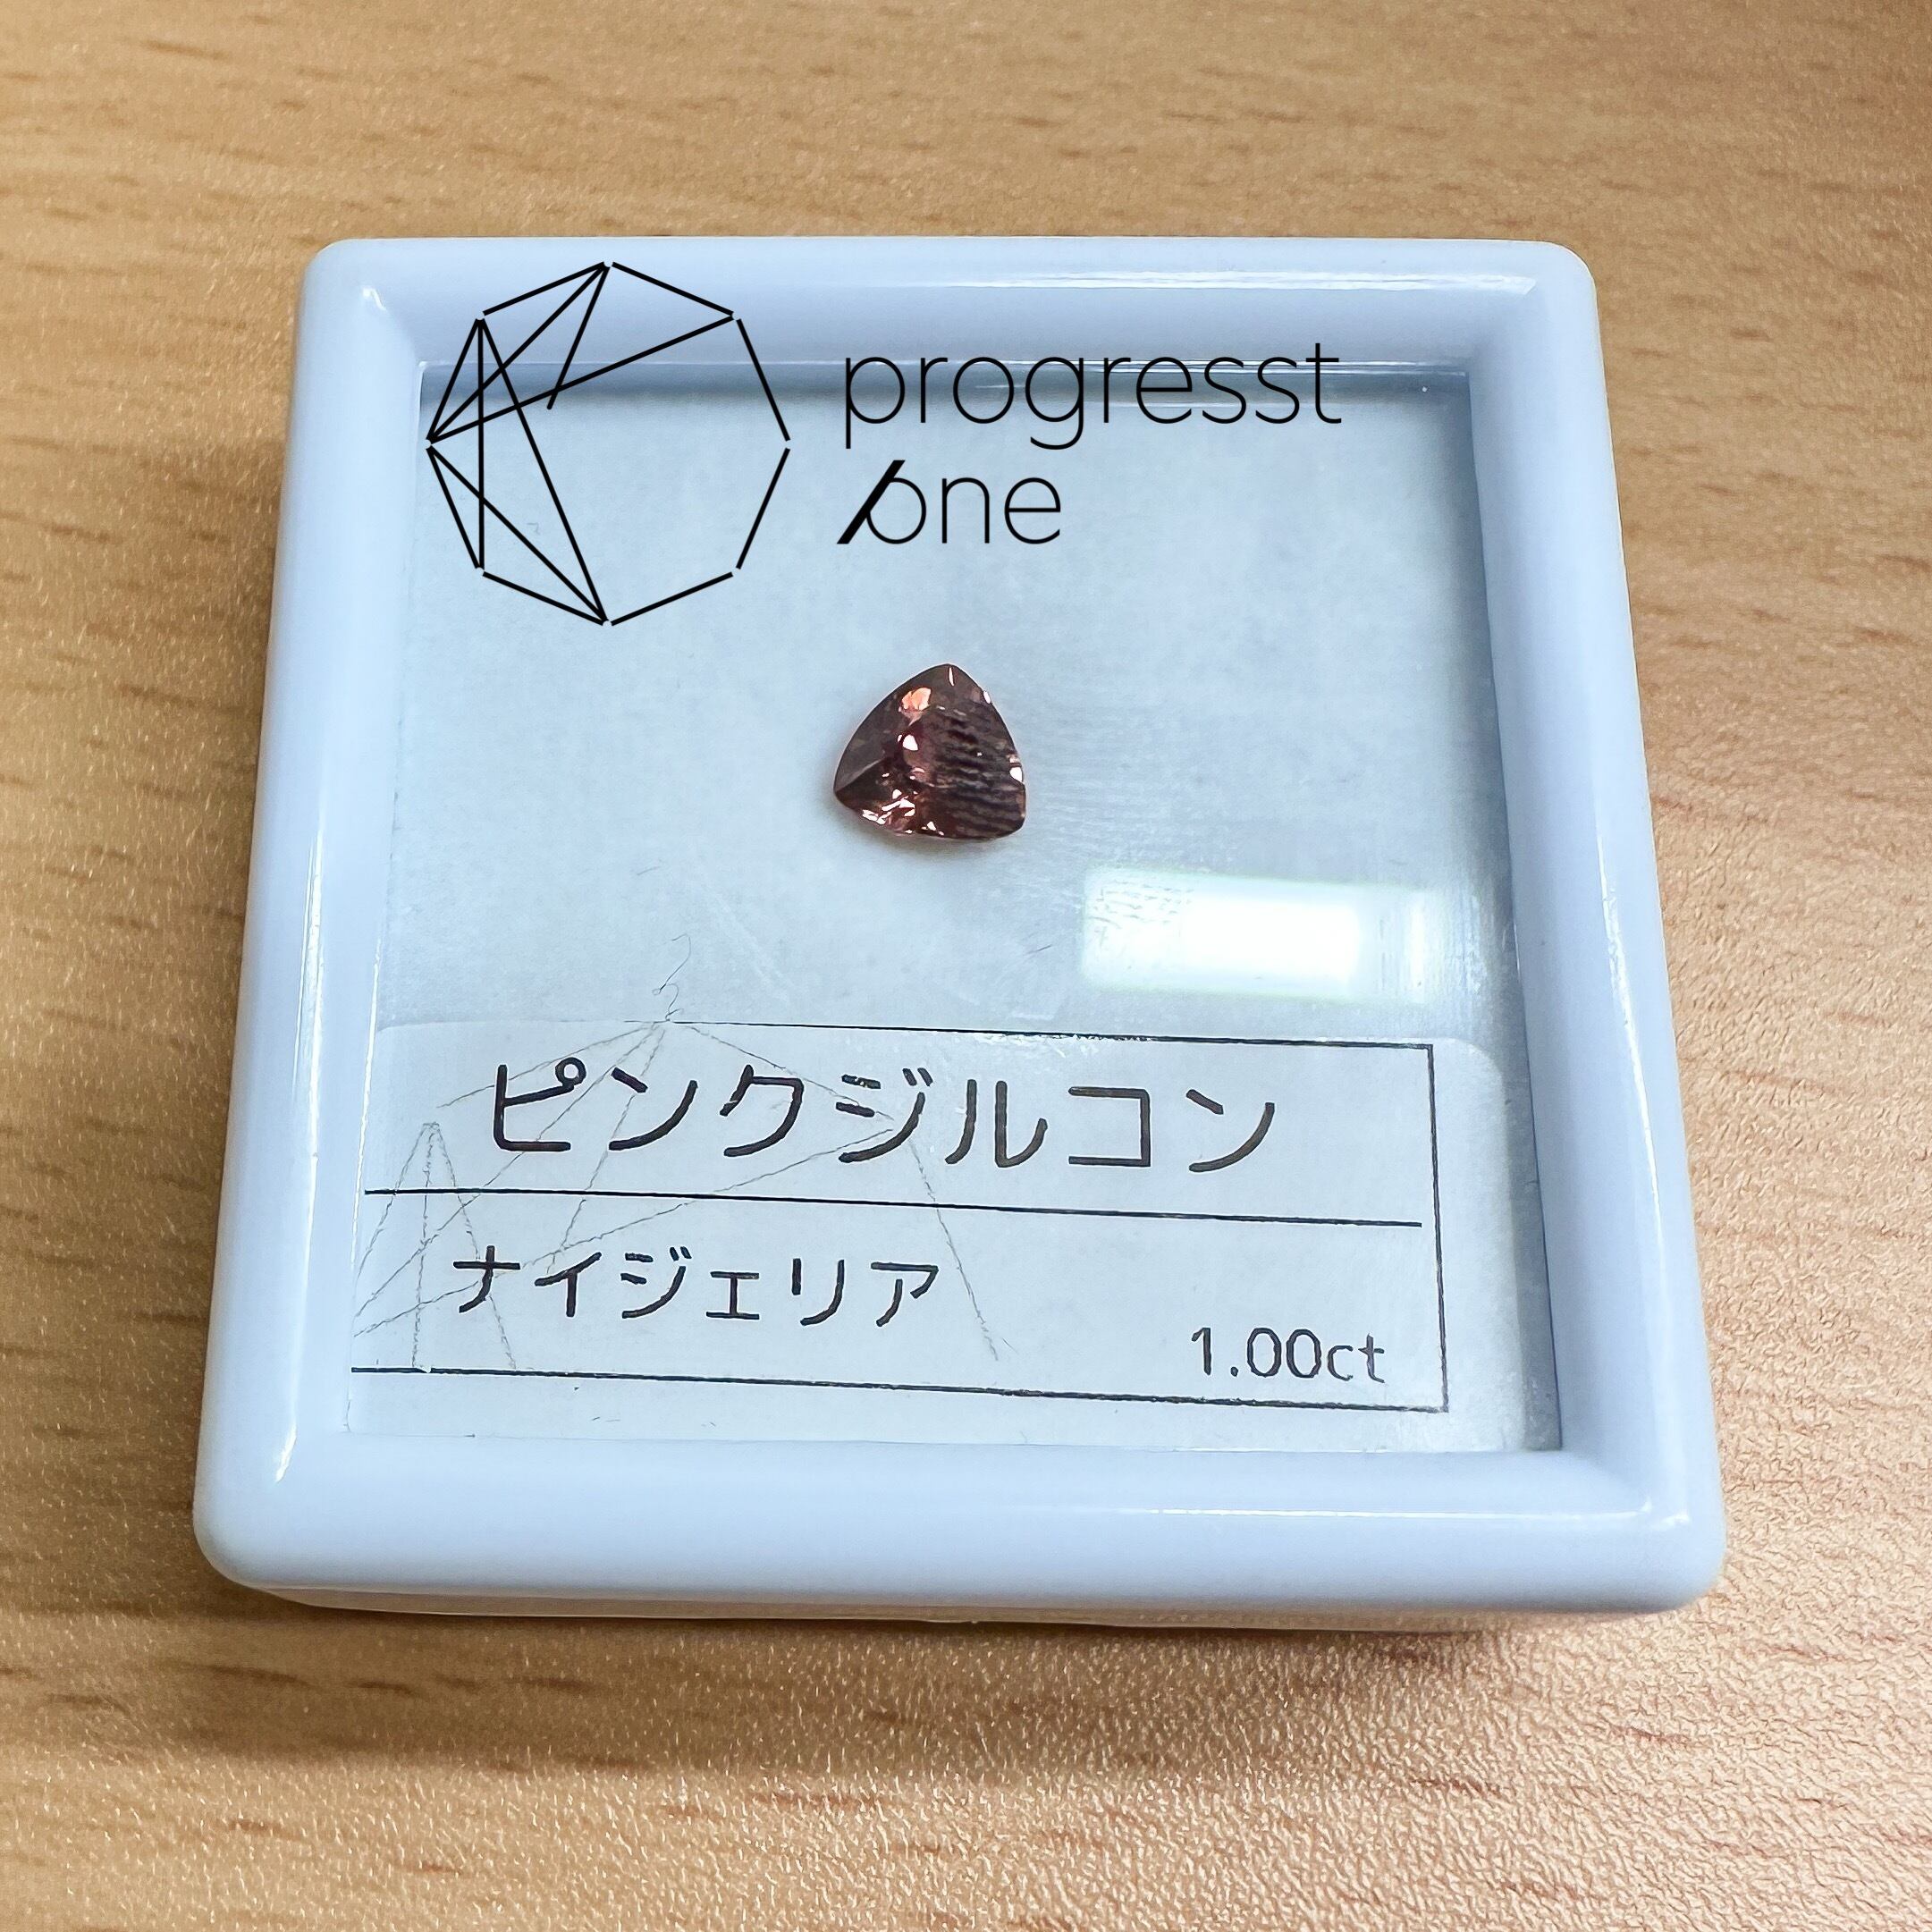 progresst
one
ピンクジルコン
ナイジェリア
1.00ct